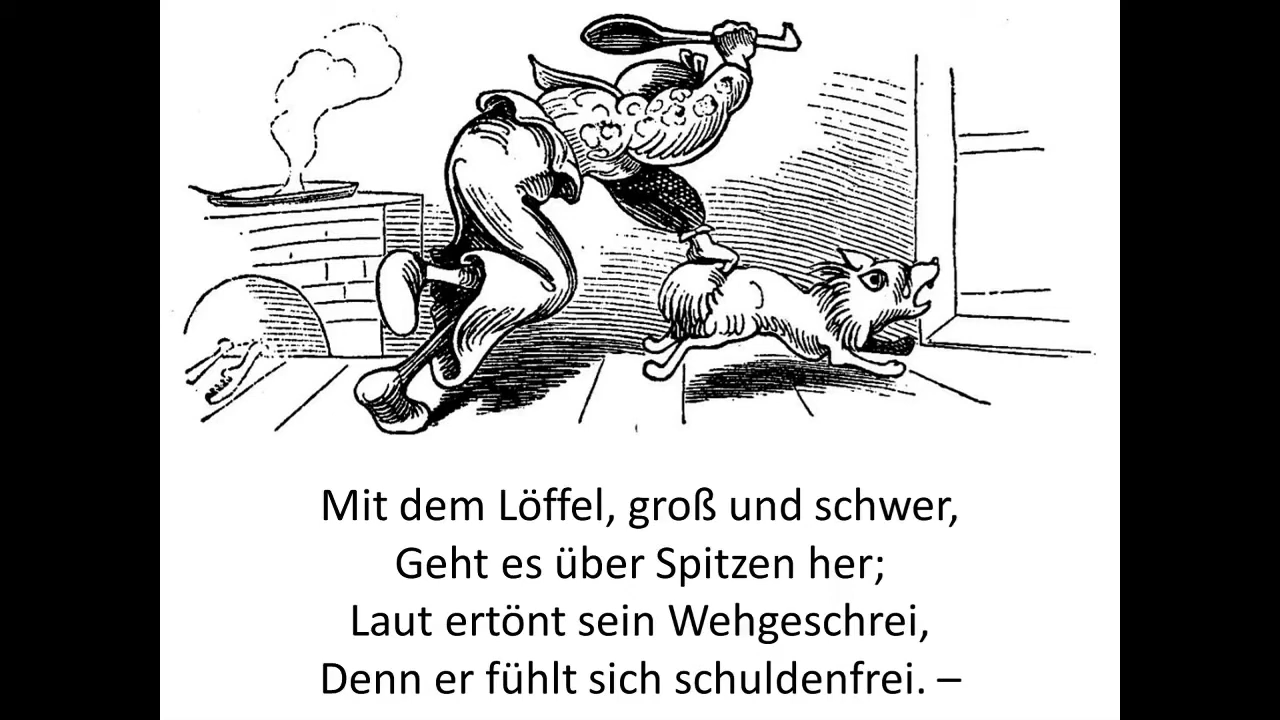 Mit dem Löffel, groß und schwer,
Geht es über Spitzen her;
Laut ertönt sein Wehgeschrei,
Denn er fühlt sich schuldenfrei. –